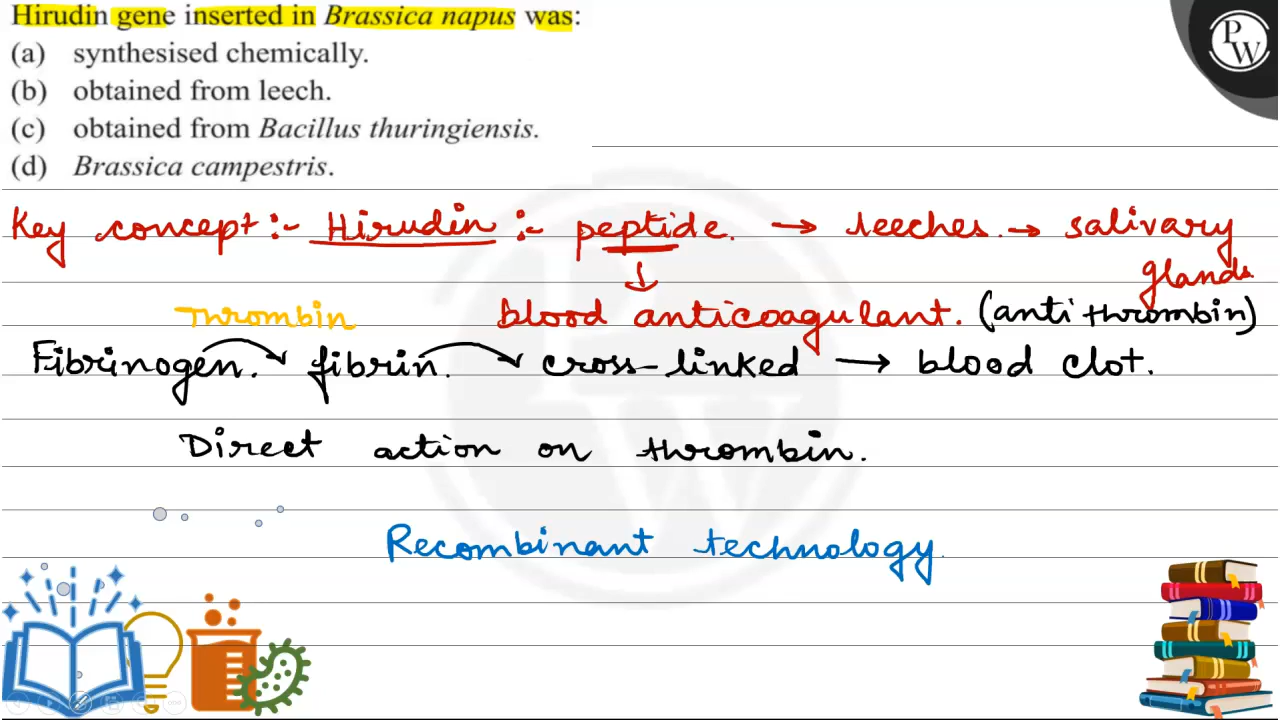 Hirudin gene inserted in Brassica napus was:
(a) synthesised chemically.
(b) obtained from leech.
(c) obtained from Bacillus thuringiensis.
(d) Brassica campestris.
PW
Key concept :- Hirudin :- peptide. → leeches. → salivary
glands
Thrombin blood anticoagulant. (anti thrombin)
Fibrinogen. fibrin. cross-linked → blood clot.
Direct action on thrombin.
Recombinant technology.